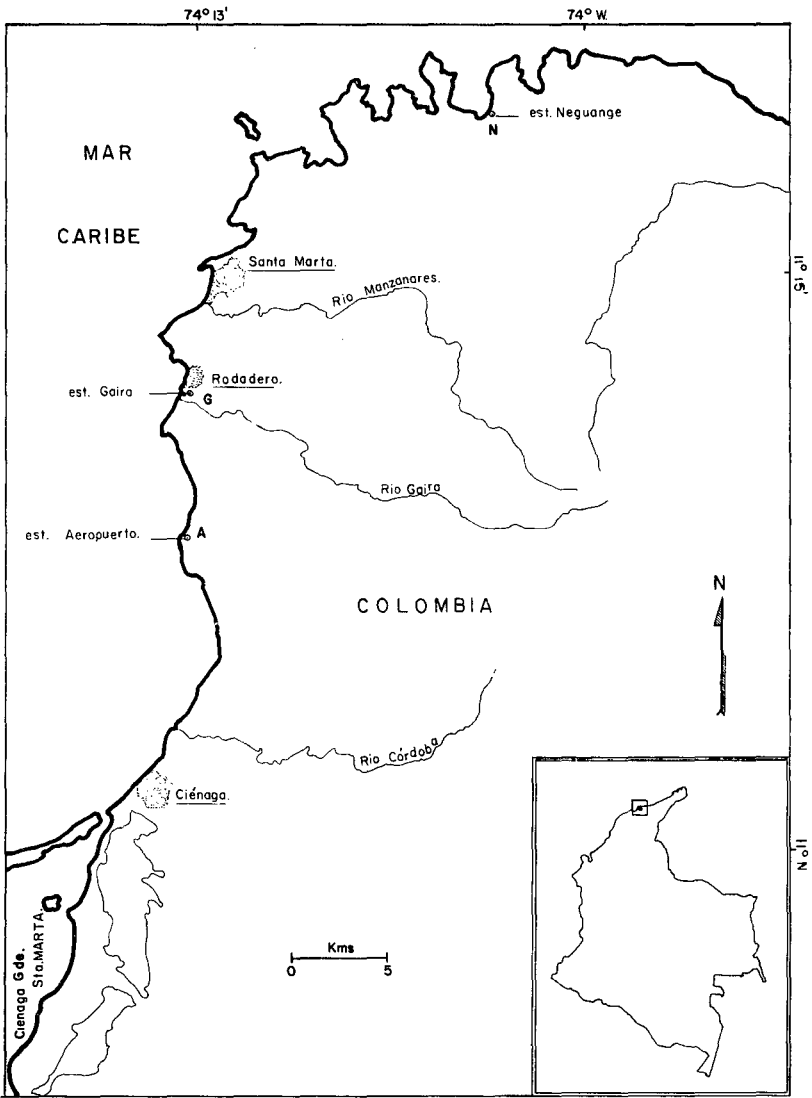 74° 13'
74° W.
est. Neguange
N
MAR
CARIBE
Santa Marta.
11° 15'
Rio Manzanares.
Rodadero.
est. Gaira
G
Rio Gaira
est. Aeropuerto.
A
COLOMBIA
N
Rio Córdoba
Ciénaga.
11° N
Cienaga Gde.
Sta.MARTA.
Kms
0 5